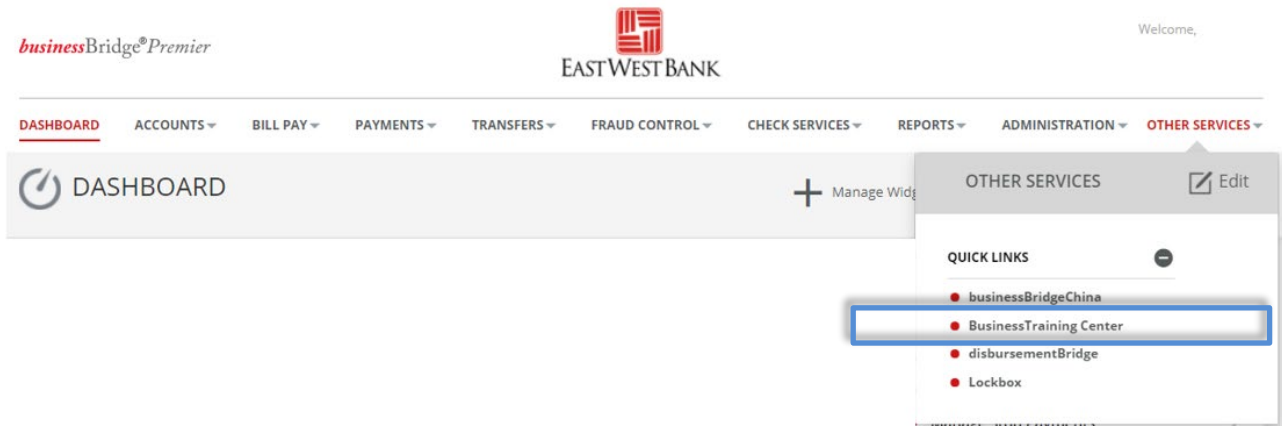 businessBridge® Premier
EAST WEST BANK
Welcome,
DASHBOARD ACCOUNTS BILL PAY PAYMENTS TRANSFERS FRAUD CONTROL CHECK SERVICES REPORTS ADMINISTRATION OTHER SERVICES
DASHBOARD
Manage
OTHER SERVICES
Edit
QUICK LINKS
businessBridgeChina
BusinessTraining Center
disbursementBridge
Lockbox